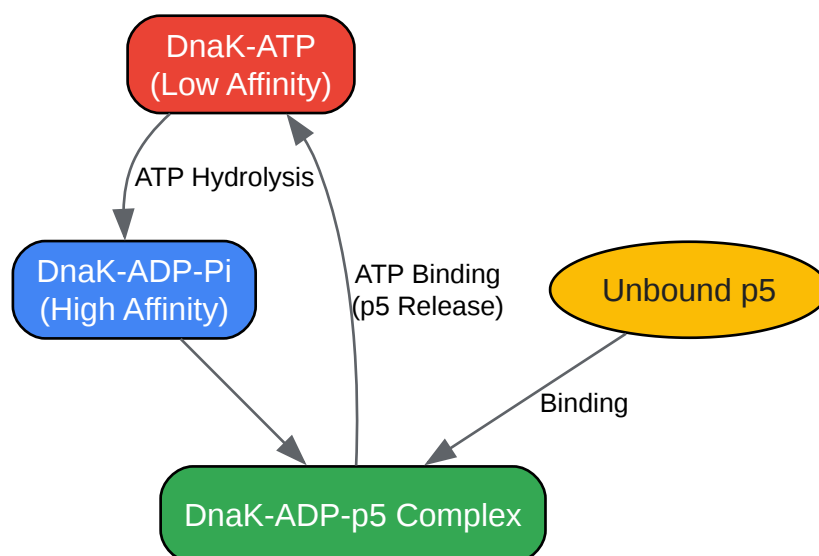 DnaK-ATP
(Low Affinity)
ATP Hydrolysis
DnaK-ADP-Pi
(High Affinity)
ATP Binding
(p5 Release)
Unbound p5
Binding
DnaK-ADP-p5 Complex